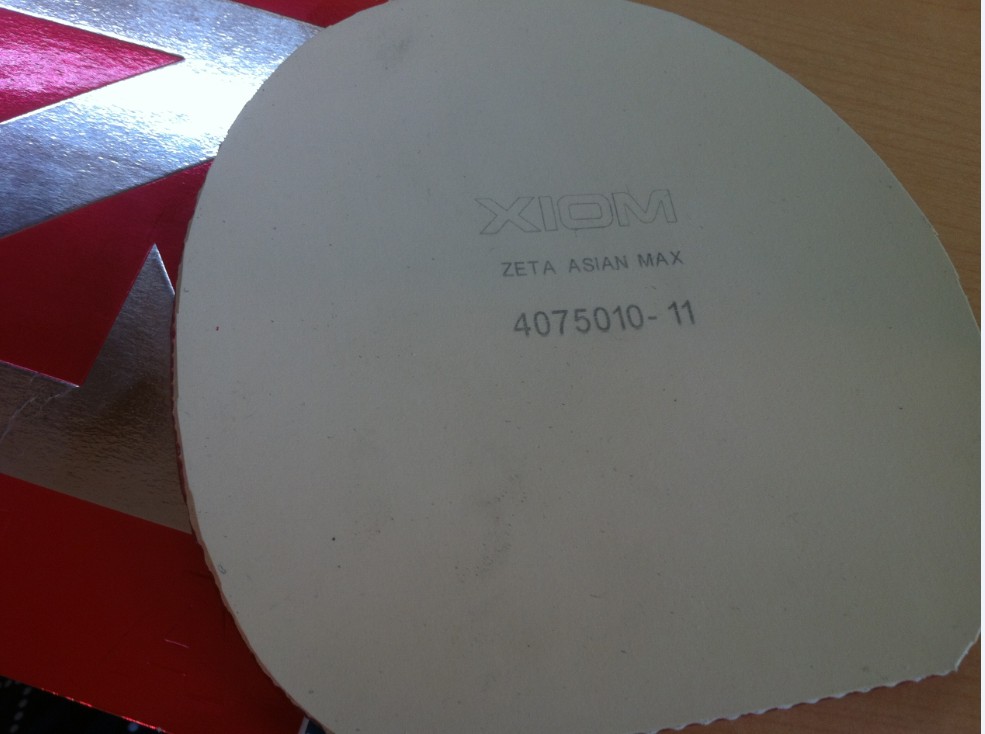 XIOM
ZETA ASIAN MAX
4075010- 11